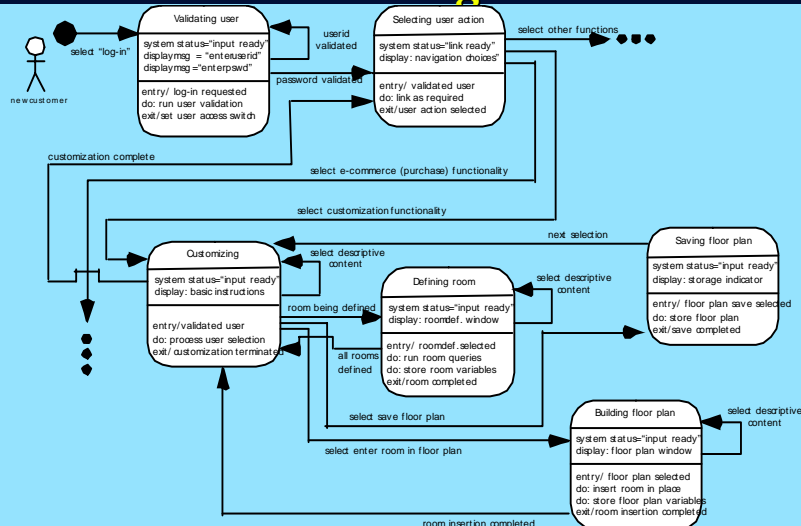 Validating user
system status="input ready"
displaymsg = "enteruserid"
displaymsg ="enterpswd"
entry/ log-in requested
do: run user validation
exit/set user access switch
select "log-in"
newcustomer
userid
validated
password validated
Selecting user action
system status="link ready"
display: navigation choices"
entry/ validated user
do: link as required
exit/user action selected
select other functions
customization complete
select e-commerce (purchase) functionality
select customization functionality
next selection
Customizing
system status="input ready"
display: basic instructions
entry/validated user
do: process user selection
exit/ customization terminated
select descriptive
content
room being defined
Defining room
system status="input ready"
display: roomdef. window
entry/ roomdef.selected
do: run room queries
do: store room variables
exit/room completed
select descriptive
content
all rooms
defined
Saving floor plan
system status="input ready"
display: storage indicator
entry/ floor plan save selected
do: store floor plan
exit/save completed
select save floor plan
select enter room in floor plan
Building floor plan
system status="input ready"
display: floor plan window
entry/ floor plan selected
do: insert room in place
do: store floor plan variables
exit/room insertion completed
select descriptive
content
room insertion completed